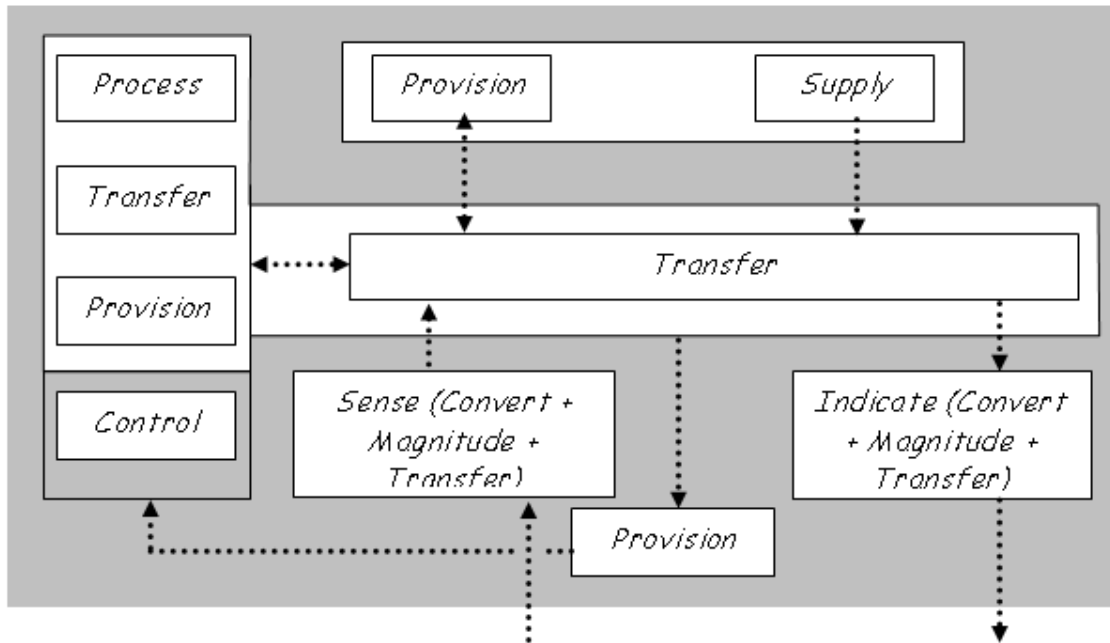 Process
Provision
Supply
Transfer
Transfer
Provision
Control
Sense (Convert +
Magnitude +
Transfer)
Indicate (Convert
+ Magnitude +
Transfer)
Provision